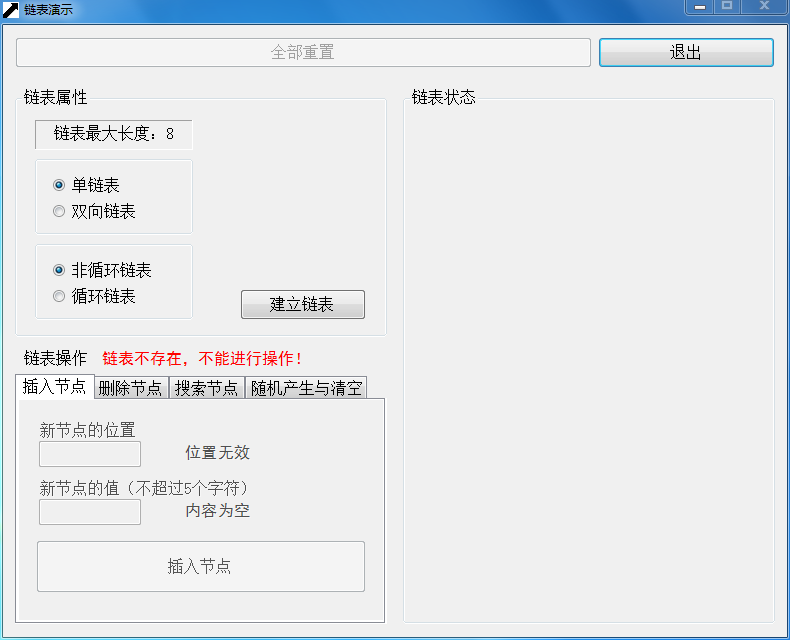 链表演示
全部重置
退出
链表属性
链表状态
链表最大长度：8
单链表
双向链表
非循环链表
循环链表
建立链表
链表操作 链表不存在，不能进行操作！
插入节点 删除节点 搜索节点 随机产生与清空
新节点的位置
位置无效
新节点的值（不超过5个字符）
内容为空
插入节点